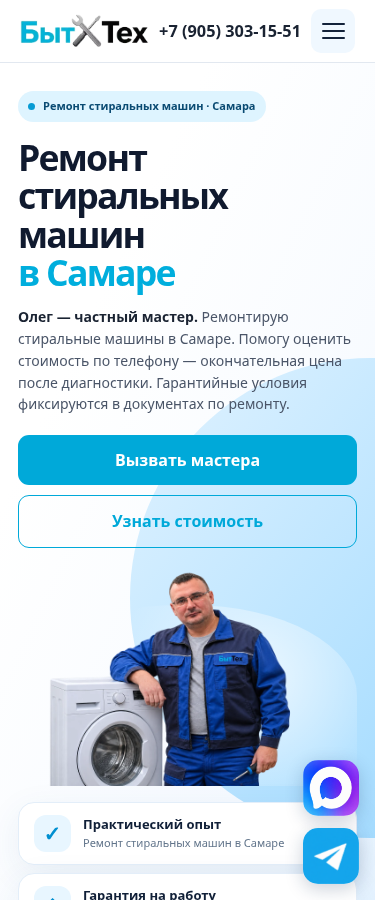 БытТех +7 (905) 303-15-51
Ремонт стиральных машин · Самара
Ремонт
стиральных
машин
в Самаре
Олег — частный мастер. Ремонтирую
стиральные машины в Самаре. Помогу оценить
стоимость по телефону — окончательная цена
после диагностики. Гарантийные условия
фиксируются в документах по ремонту.
Вызвать мастера
Узнать стоимость
БытТех
Практический опыт
Ремонт стиральных машин в Самаре
Гарантия на работу